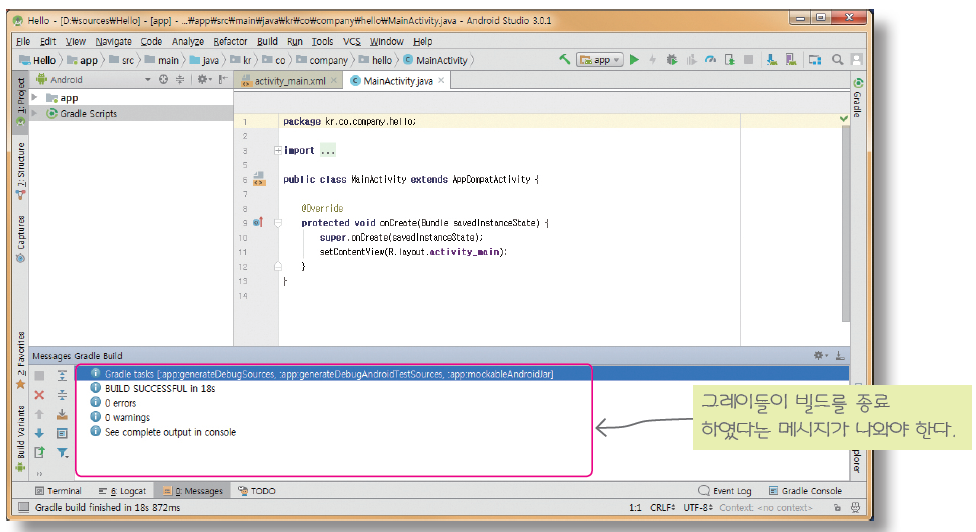 Hello - [D:₩sources₩Hello] - [app] - ...₩app₩src₩main₩java₩kr₩co₩company₩hello₩MainActivity.java - Android Studio 3.0.1
File Edit View Navigate Code Analyze Refactor Build Run Tools VCS Window Help
Hello app src main java kr co company hello MainActivity app
1: Project
7: Structure
Captures
2: Favorites
Build Variants
Android
app
Gradle Scripts
activity_main.xml MainActivity.java
Gradle
1 package kr.co.company.hello;
2
3 import ...
5
6 public class MainActivity extends AppCompatActivity {
7
8 @Override
9 protected void onCreate(Bundle savedInstanceState) {
10 super.onCreate(savedInstanceState);
11 setContentView(R.layout.activity_main);
12 }
13 }
14
Messages Gradle Build
Gradle tasks [:app:generateDebugSources, :app:generateDebugAndroidTestSources, :app:mockableAndroidJar]
BUILD SUCCESSFUL in 18s
0 errors
0 warnings
See complete output in console
그레이들이 빌드를 종료
하였다는 메시지가 나와야 한다.
Terminal 6: Logcat 0: Messages TODO Event Log Gradle Console
Gradle build finished in 18s 872ms 1:1 CRLF UTF-8 Context: <no context>